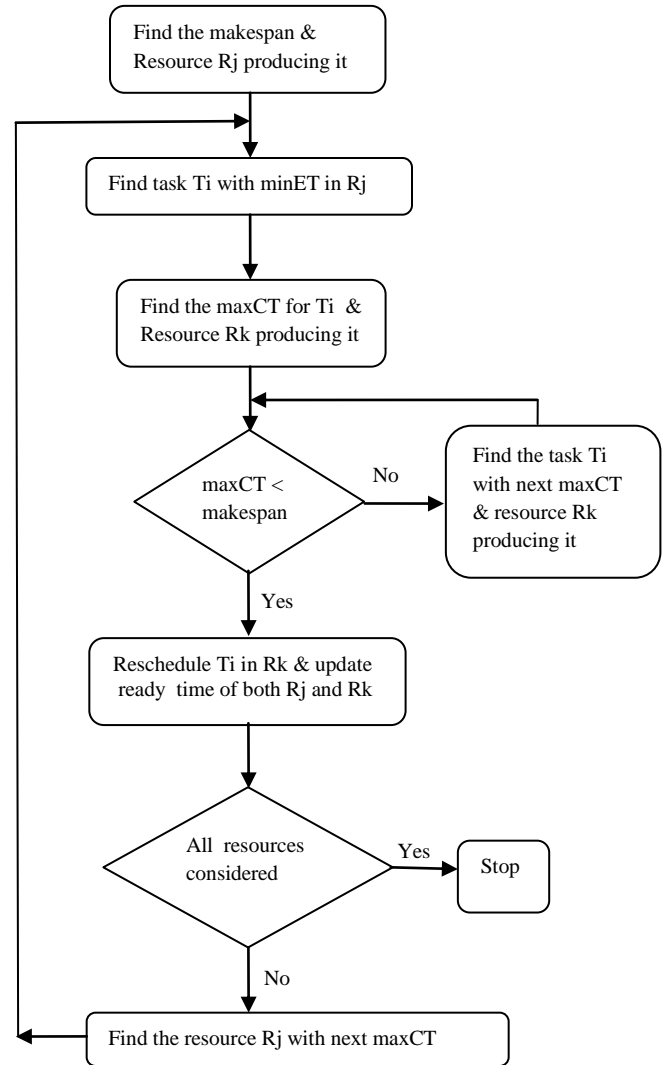 Find the makespan &
Resource Rj producing it
Find task Ti with minET in Rj
Find the maxCT for Ti &
Resource Rk producing it
maxCT <
makespan
No
Find the task Ti
with next maxCT
& resource Rk
producing it
Yes
Reschedule Ti in Rk & update
ready time of both Rj and Rk
All resources
considered
Yes
Stop
No
Find the resource Rj with next maxCT